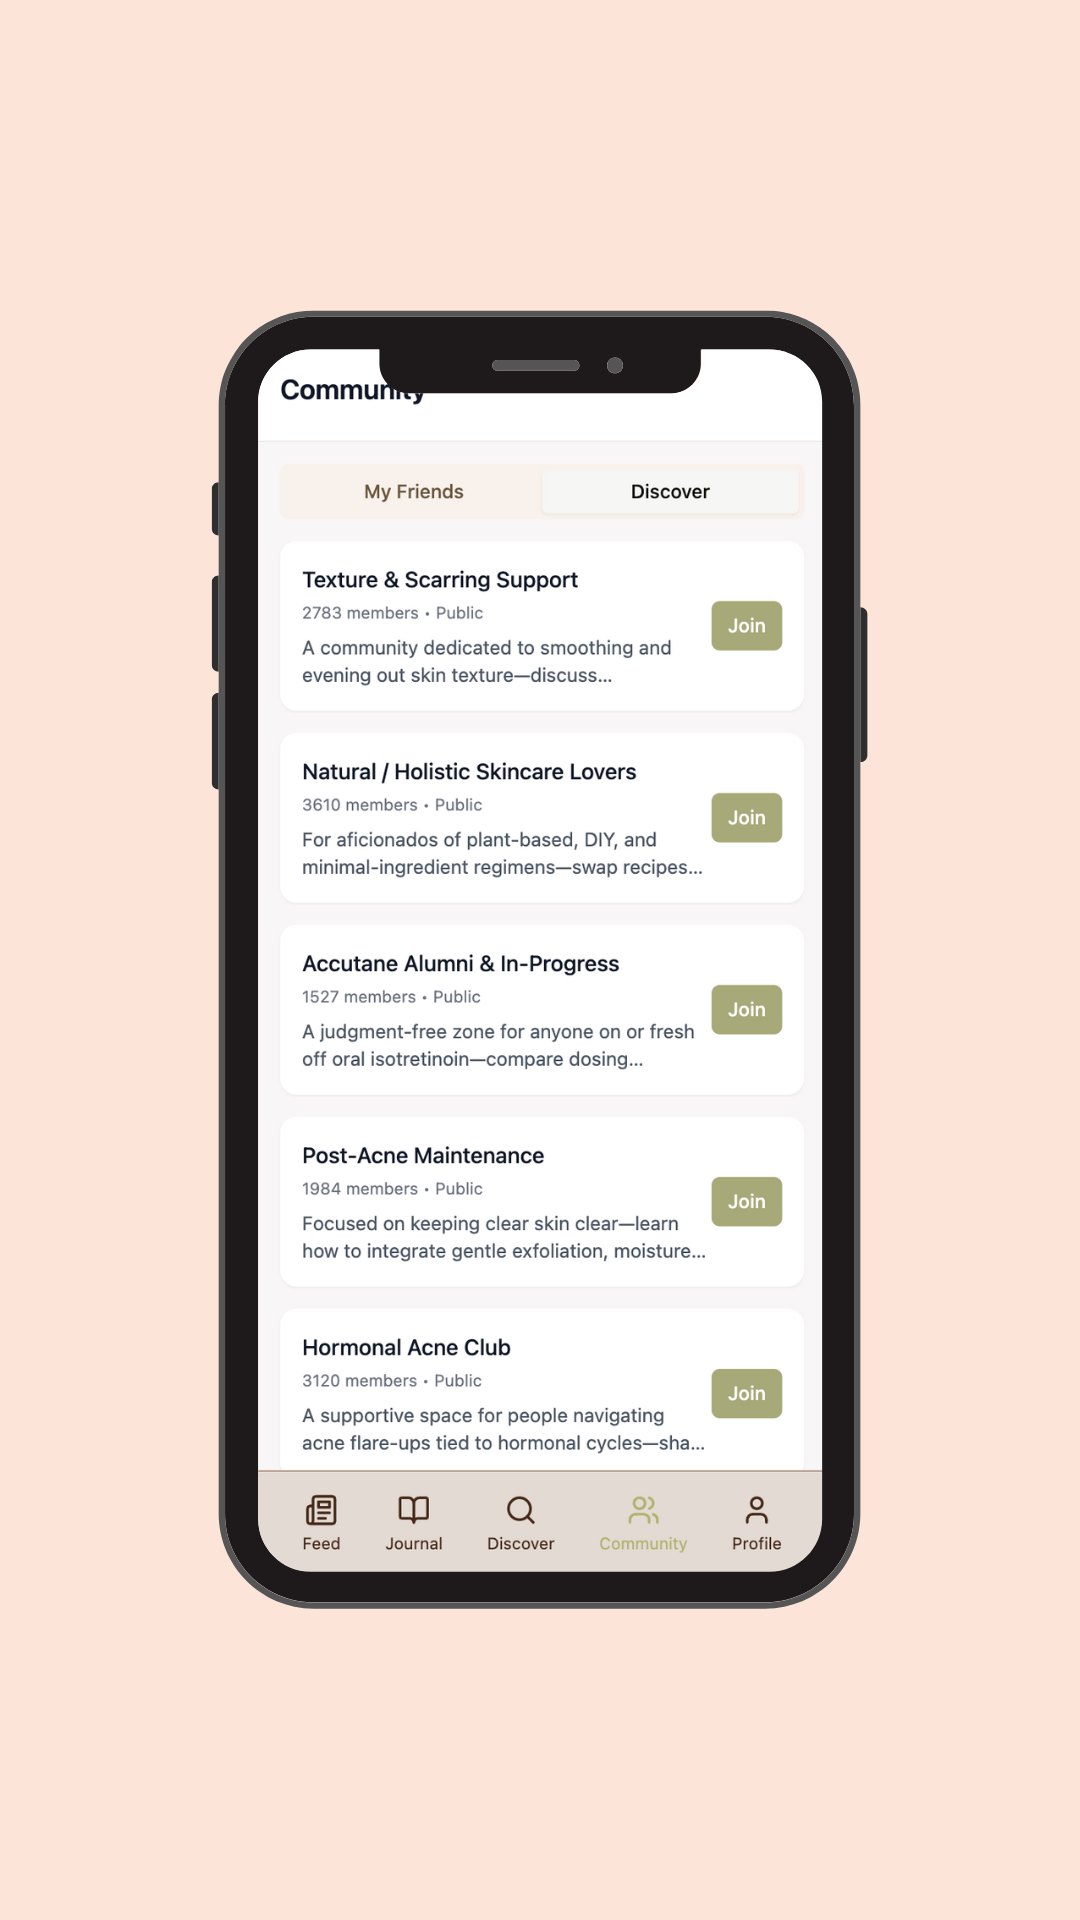 Community
My Friends
Discover
Texture & Scarring Support
2783 members • Public
A community dedicated to smoothing and
evening out skin texture—discuss...
Join
Natural / Holistic Skincare Lovers
3610 members • Public
For aficionados of plant-based, DIY, and
minimal-ingredient regimens—swap recipes...
Join
Accutane Alumni & In-Progress
1527 members • Public
A judgment-free zone for anyone on or fresh
off oral isotretinoin—compare dosing...
Join
Post-Acne Maintenance
1984 members • Public
Focused on keeping clear skin clear—learn
how to integrate gentle exfoliation, moisture...
Join
Hormonal Acne Club
3120 members • Public
A supportive space for people navigating
acne flare-ups tied to hormonal cycles—sha...
Join
Feed
Journal
Discover
Community
Profile